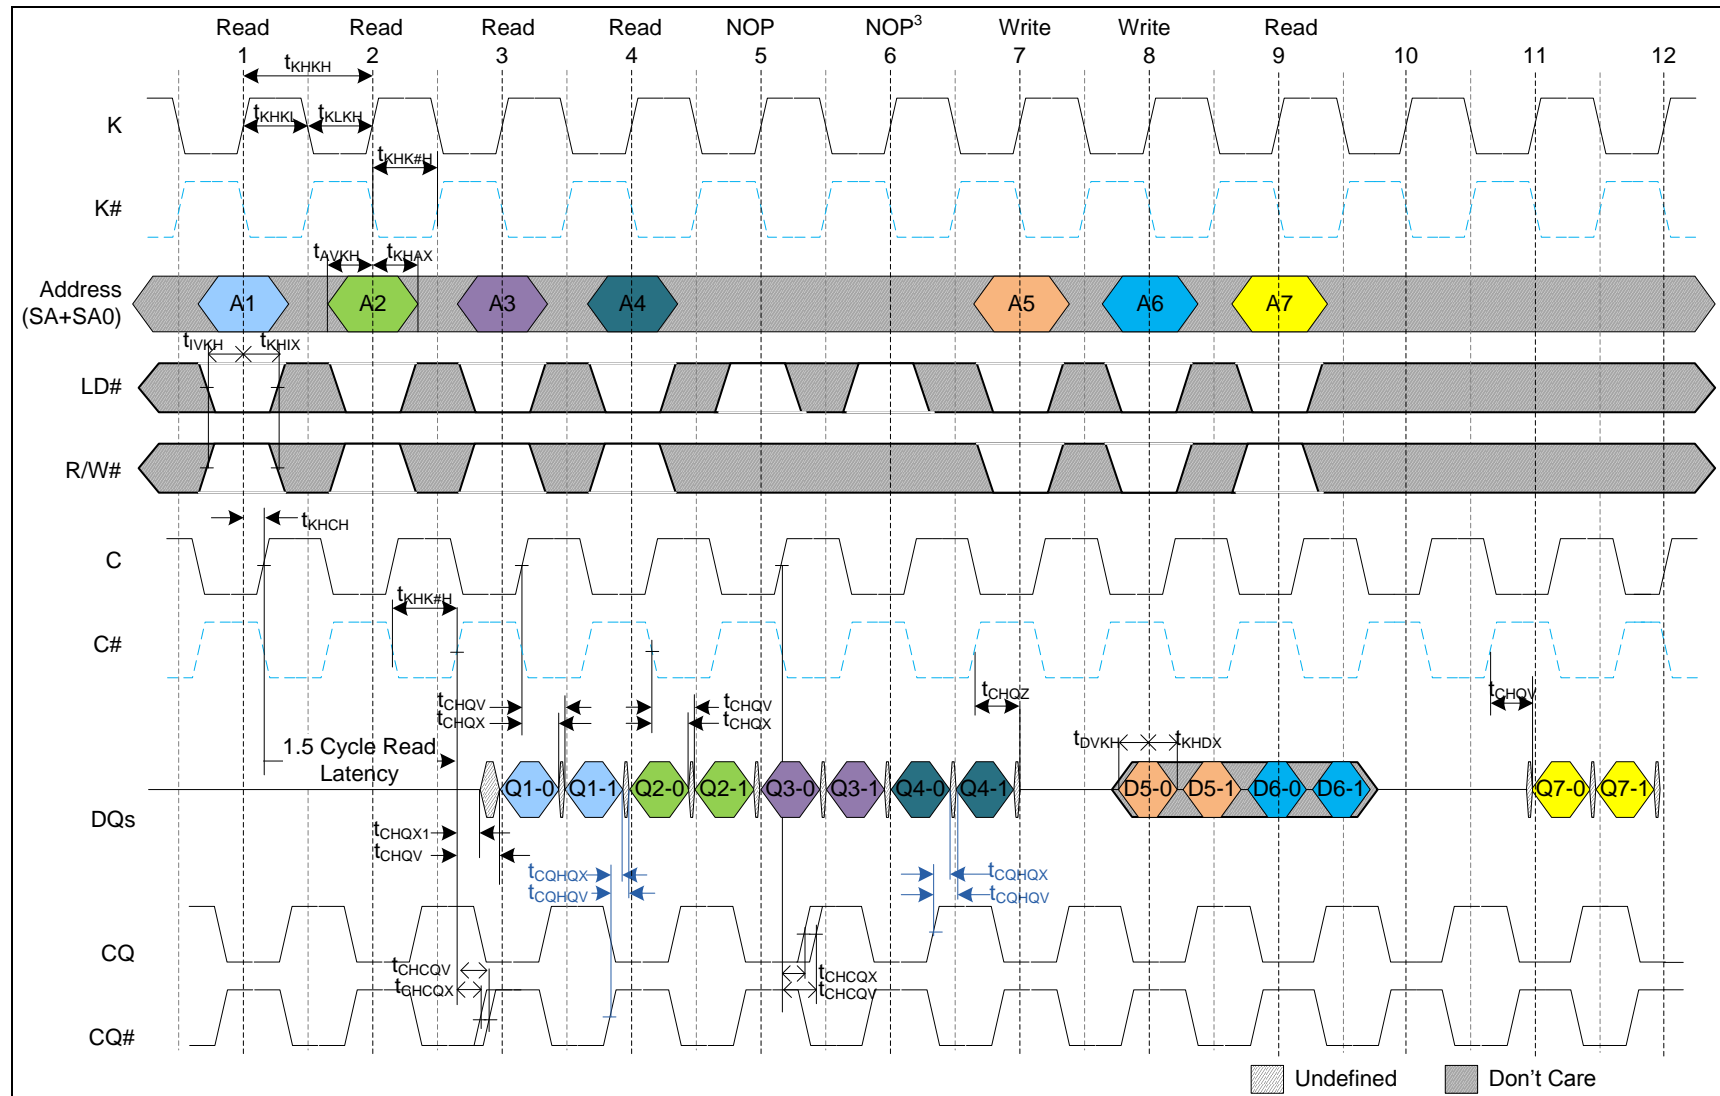 Read Read Read Read NOP NOP³ Write Write Read
1 2 3 4 5 6 7 8 9 10 11 12
tKHKH
K
tKHKL tKLKH
tKHK#H
K#
tAVKH tKHAX
Address
(SA+SA0)
A1 A2 A3 A4 A5 A6 A7
tIVKH tKHIX
LD#
R/W#
tKHCH
C
tKHK#H
C#
tCHQV tCHQV tCHQZ tCHQV
tCHQX tCHQX
1.5 Cycle Read
Latency
tDVKH tKHDX
DQs
Q1-0 Q1-1 Q2-0 Q2-1 Q3-0 Q3-1 Q4-0 Q4-1 D5-0 D5-1 D6-0 D6-1 Q7-0 Q7-1
tCHQX1
tCHQV
tCQHQX tCQHQX
tCQHQV tCQHQV
CQ
tCHCQV tCHCQX
tCHCQX tCHCQV
CQ#
Undefined Don't Care